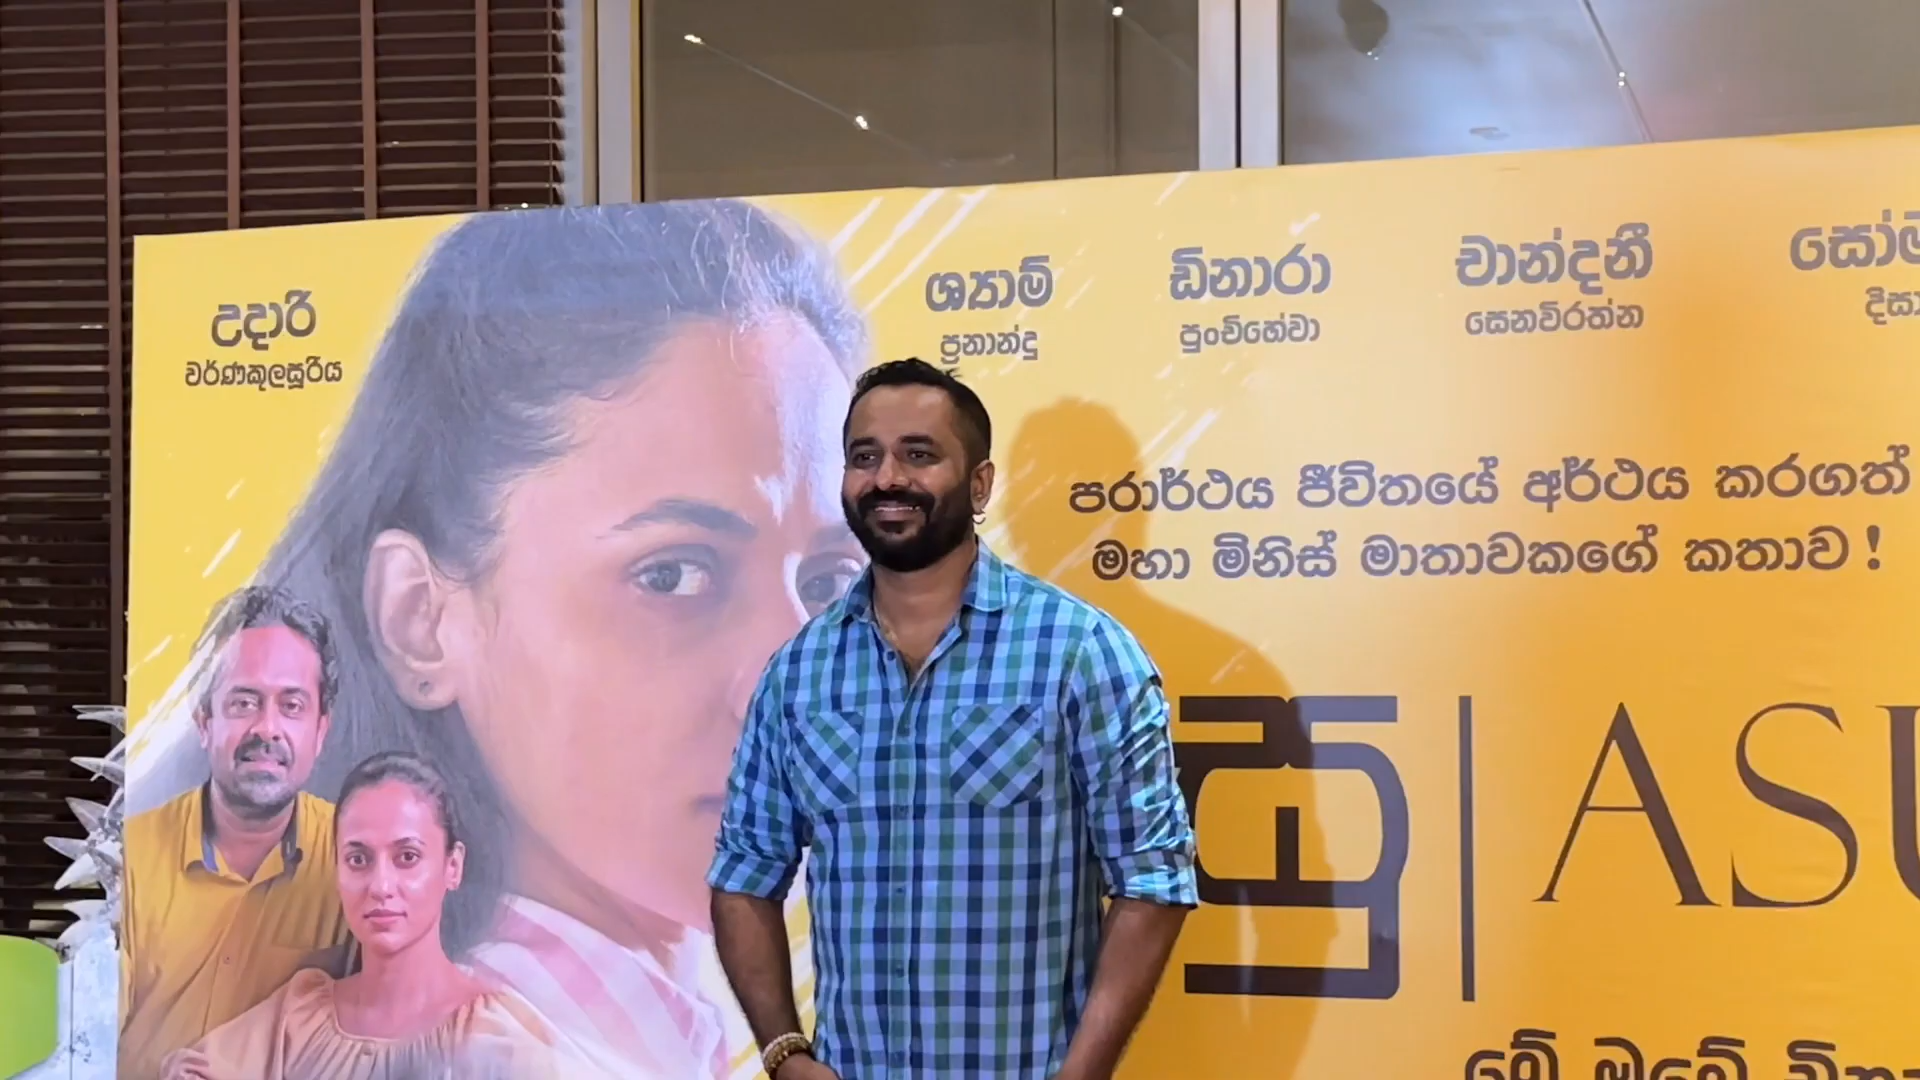 උදාරි
වර්ණකුලසූරිය
ශ්‍යාම්
ප්‍රනාන්දු
ඩිනාරා
පුංචිහේවා
චාන්දනී
සෙනවිරත්න
පරාර්ථය ජීවිතයේ අර්ථය කරගත්
මහා මිනිස් මාතාවකගේ කතාව !